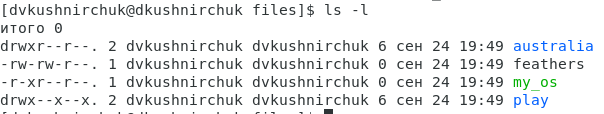 [dvkushnirchuk@dkushnirchuk files]$ ls -l
итого 0
drwxr--r--. 2 dvkushnirchuk dvkushnirchuk 6 сен 24 19:49 australia
-rw-rw-r--. 1 dvkushnirchuk dvkushnirchuk 0 сен 24 19:49 feathers
-r-xr--r--. 1 dvkushnirchuk dvkushnirchuk 0 сен 24 19:49 my_os
drwx--x--x. 2 dvkushnirchuk dvkushnirchuk 6 сен 24 19:49 play